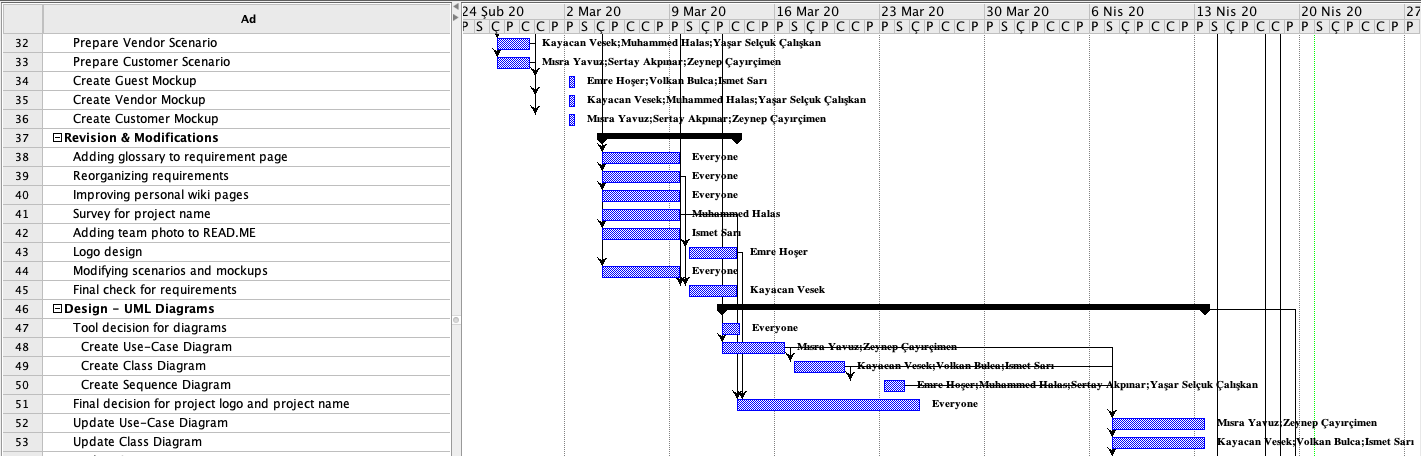 Ad
24 Şub 20 2 Mar 20 9 Mar 20 16 Mar 20 23 Mar 20 30 Mar 20 6 Nis 20 13 Nis 20 20 Nis 20 27
P S Ç P C C P P S Ç P C C P P S Ç P C C P P S Ç P C C P P S Ç P C C P P S Ç P C C P P S Ç P C C P P S Ç P C C P P S Ç P C C P P
32 Prepare Vendor Scenario Kayacan Vesek;Muhammed Halas;Yaşar Selçuk Çalışkan
33 Prepare Customer Scenario Mısra Yavuz;Sertay Akpınar;Zeynep Çayırçimen
34 Create Guest Mockup Emre Hoşer;Volkan Bulca;Ismet Sarı
35 Create Vendor Mockup Kayacan Vesek;Muhammed Halas;Yaşar Selçuk Çalışkan
36 Create Customer Mockup Mısra Yavuz;Sertay Akpınar;Zeynep Çayırçimen
37 Revision & Modifications
38 Adding glossary to requirement page Everyone
39 Reorganizing requirements Everyone
40 Improving personal wiki pages Everyone
41 Survey for project name Muhammed Halas
42 Adding team photo to READ.ME Ismet Sarı
43 Logo design Emre Hoşer
44 Modifying scenarios and mockups Everyone
45 Final check for requirements Kayacan Vesek
46 Design - UML Diagrams
47 Tool decision for diagrams Everyone
48 Create Use-Case Diagram Mısra Yavuz;Zeynep Çayırçimen
49 Create Class Diagram Kayacan Vesek;Volkan Bulca;Ismet Sarı
50 Create Sequence Diagram Emre Hoşer;Muhammed Halas;Sertay Akpınar;Yaşar Selçuk Çalışkan
51 Final decision for project logo and project name Everyone
52 Update Use-Case Diagram Mısra Yavuz;Zeynep Çayırçimen
53 Update Class Diagram Kayacan Vesek;Volkan Bulca;Ismet Sarı